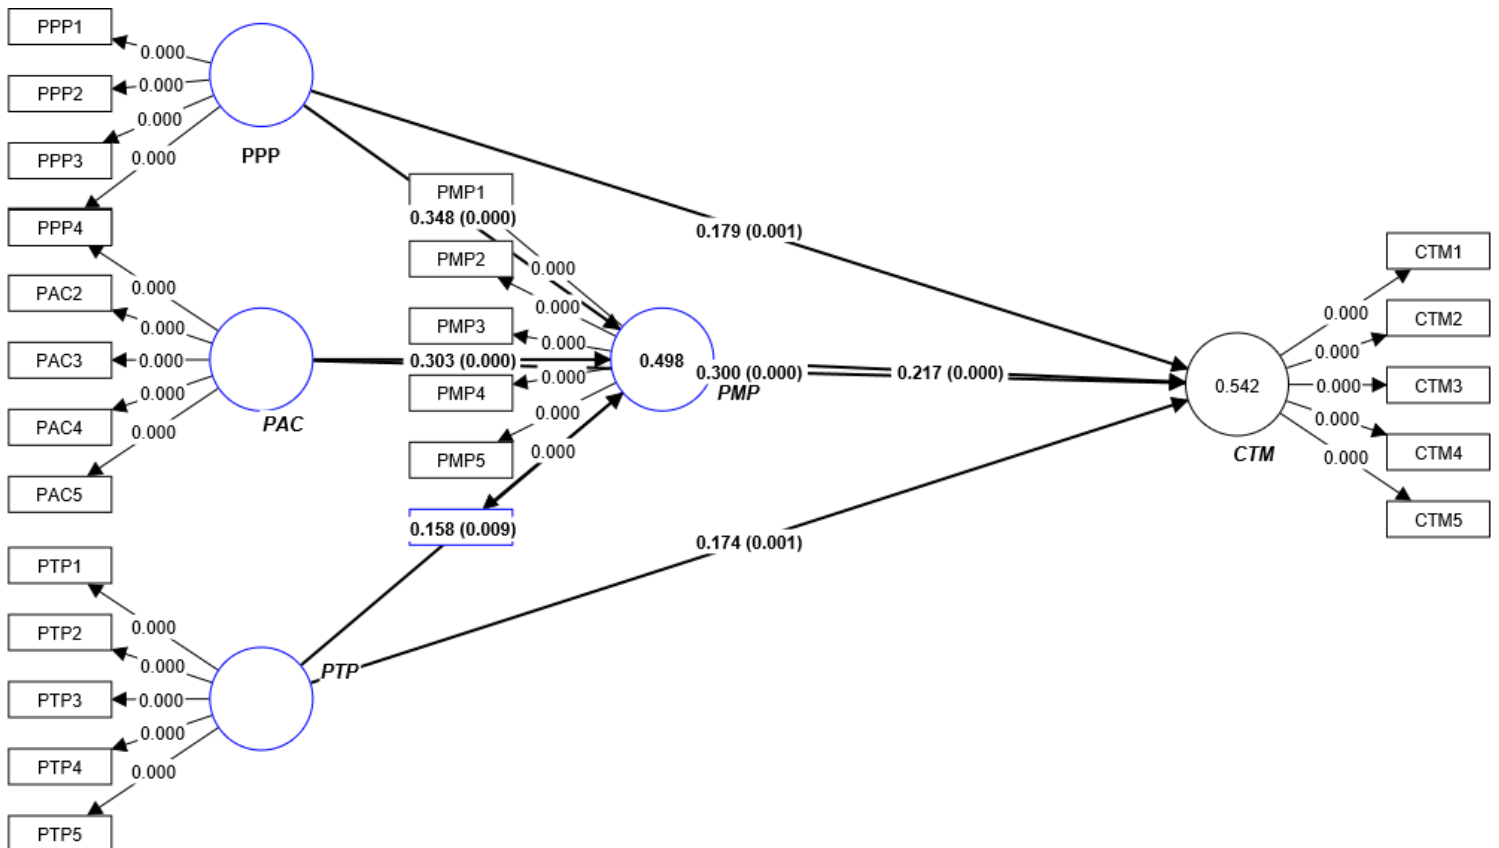 PPP1
0.000
PPP2
0.000
0.000
PPP3
0.000
PPP
PPP4
0.000
PAC2
0.000
PAC3
0.000
0.000
PAC4
0.000
PAC
PAC5
PTP1
0.000
PTP2
0.000
PTP3
0.000
0.000
PTP4
0.000
PTP5
PTP
PMP1
0.348 (0.000)
PMP2
0.000
0.000
PMP3
0.000
0.303 (0.000)
0.000
PMP4
0.000
PMP5
0.000
0.158 (0.009)
0.498
PMP
0.179 (0.001)
0.300 (0.000)
0.217 (0.000)
0.174 (0.001)
0.542
CTM
CTM1
0.000
CTM2
0.000
0.000
CTM3
0.000
CTM4
0.000
CTM5